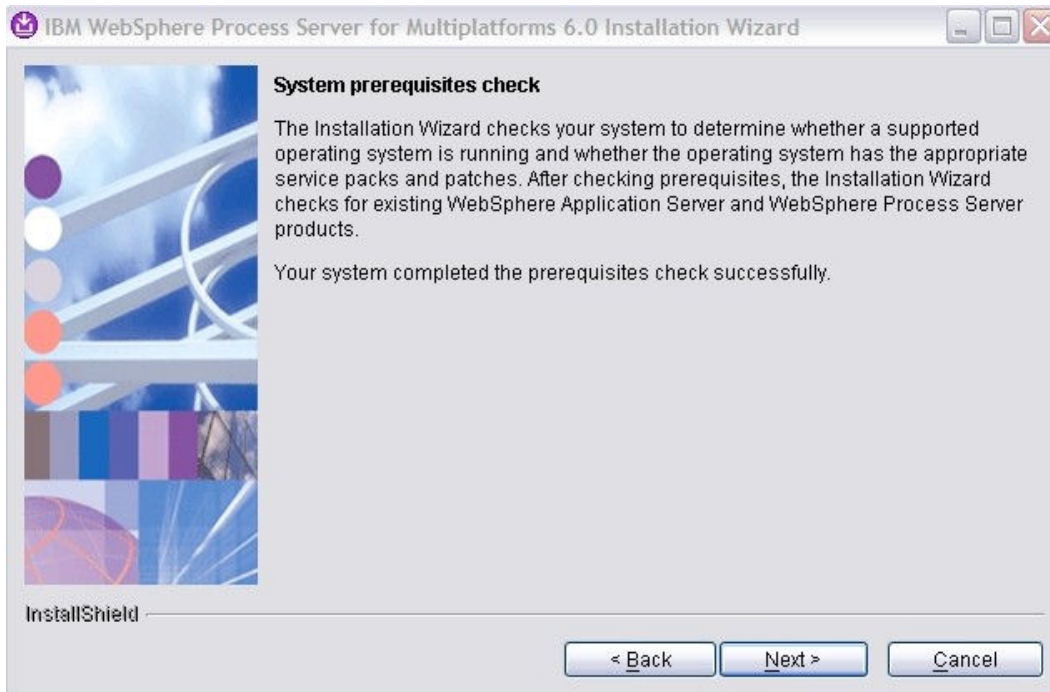 IBM WebSphere Process Server for Multiplatforms 6.0 Installation Wizard
System prerequisites check
The Installation Wizard checks your system to determine whether a supported
operating system is running and whether the operating system has the appropriate
service packs and patches. After checking prerequisites, the Installation Wizard
checks for existing WebSphere Application Server and WebSphere Process Server
products.
Your system completed the prerequisites check successfully.
InstallShield
< Back
Next >
Cancel